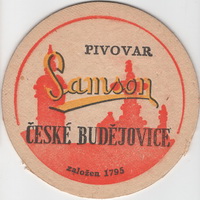 PIVOVAR
Samson
ČESKÉ BUDĚJOVICE
založen 1795